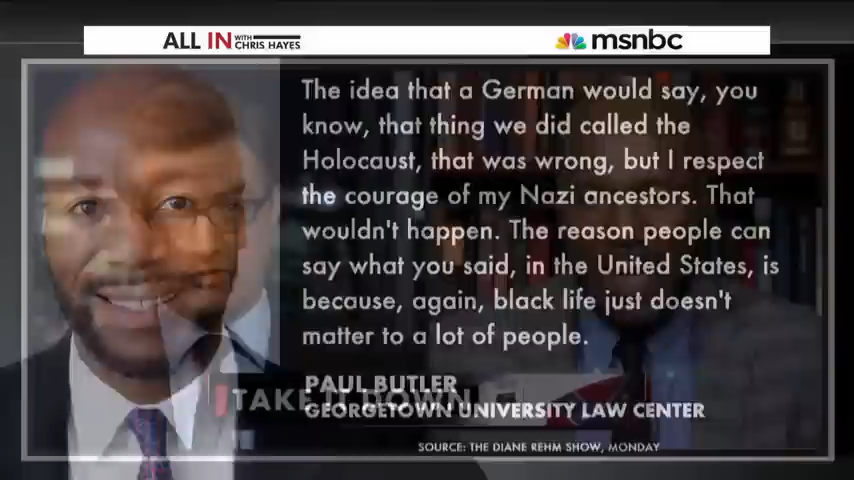 ALL IN WITH CHRIS HAYES
msnbc
The idea that a German would say, you
know, that thing we did called the
Holocaust, that was wrong, but I respect
the courage of my Nazi ancestors. That
wouldn't happen. The reason people can
say what you said, in the United States, is
because, again, black life just doesn't
matter to a lot of people.
PAUL BUTLER
TAKE IT DOWN
GEORGETOWN UNIVERSITY LAW CENTER
SOURCE: THE DIANE REHM SHOW, MONDAY